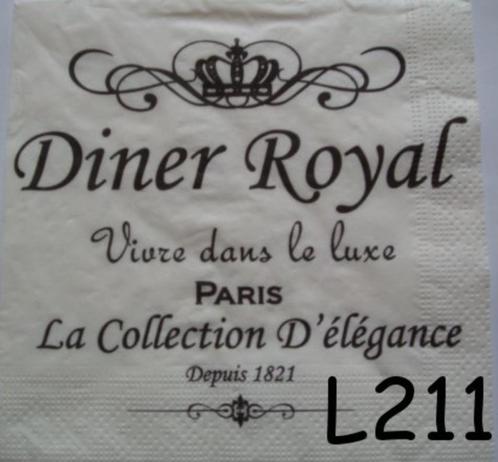 Diner Royal
Vivre dans le luxe
PARIS
La Collection D'élégance
Depuis 1821
L211